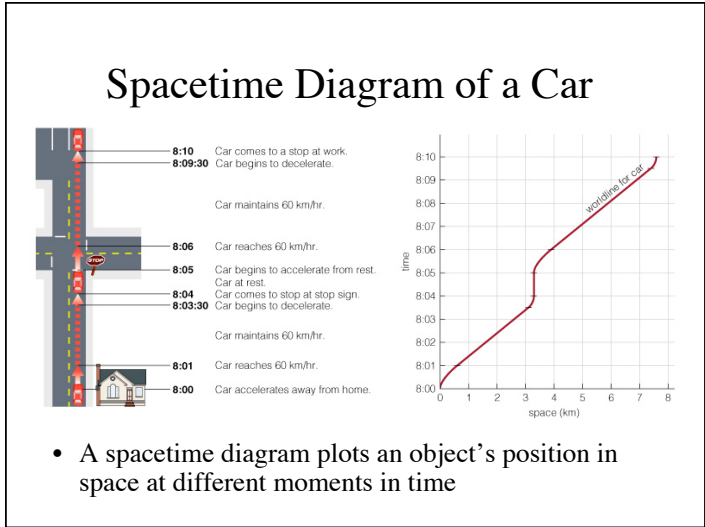 Spacetime Diagram of a Car
8:10 Car comes to a stop at work.
8:09:30 Car begins to decelerate.
Car maintains 60 km/hr.
8:06 Car reaches 60 km/hr.
STOP
8:05 Car begins to accelerate from rest.
Car at rest.
8:04 Car comes to stop at stop sign.
8:03:30 Car begins to decelerate.
Car maintains 60 km/hr.
8:01 Car reaches 60 km/hr.
8:00 Car accelerates away from home.
8:10
8:09
8:08
8:07
8:06
8:05
8:04
8:03
8:02
8:01
8:00
time
worldline for car
0 1 2 3 4 5 6 7 8
space (km)
• A spacetime diagram plots an object’s position in
space at different moments in time